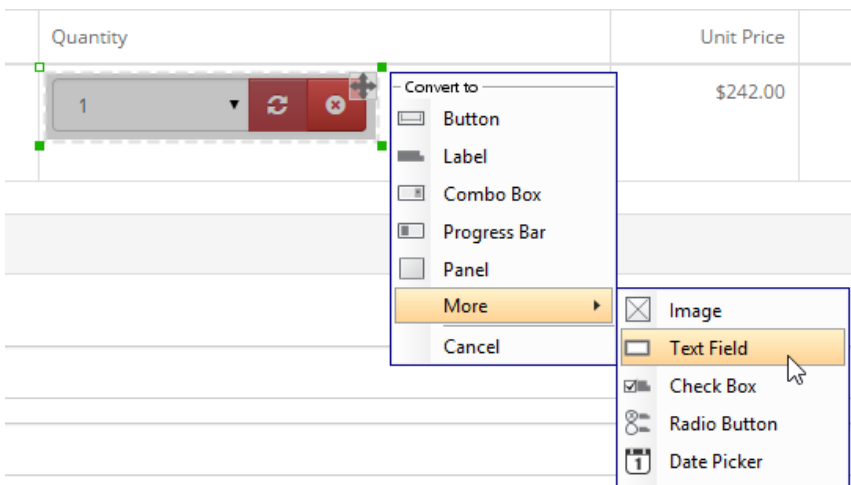 Quantity
Unit Price
1
$242.00
Convert to
Button
Label
Combo Box
Progress Bar
Panel
More
Cancel
Image
Text Field
Check Box
Radio Button
1
Date Picker